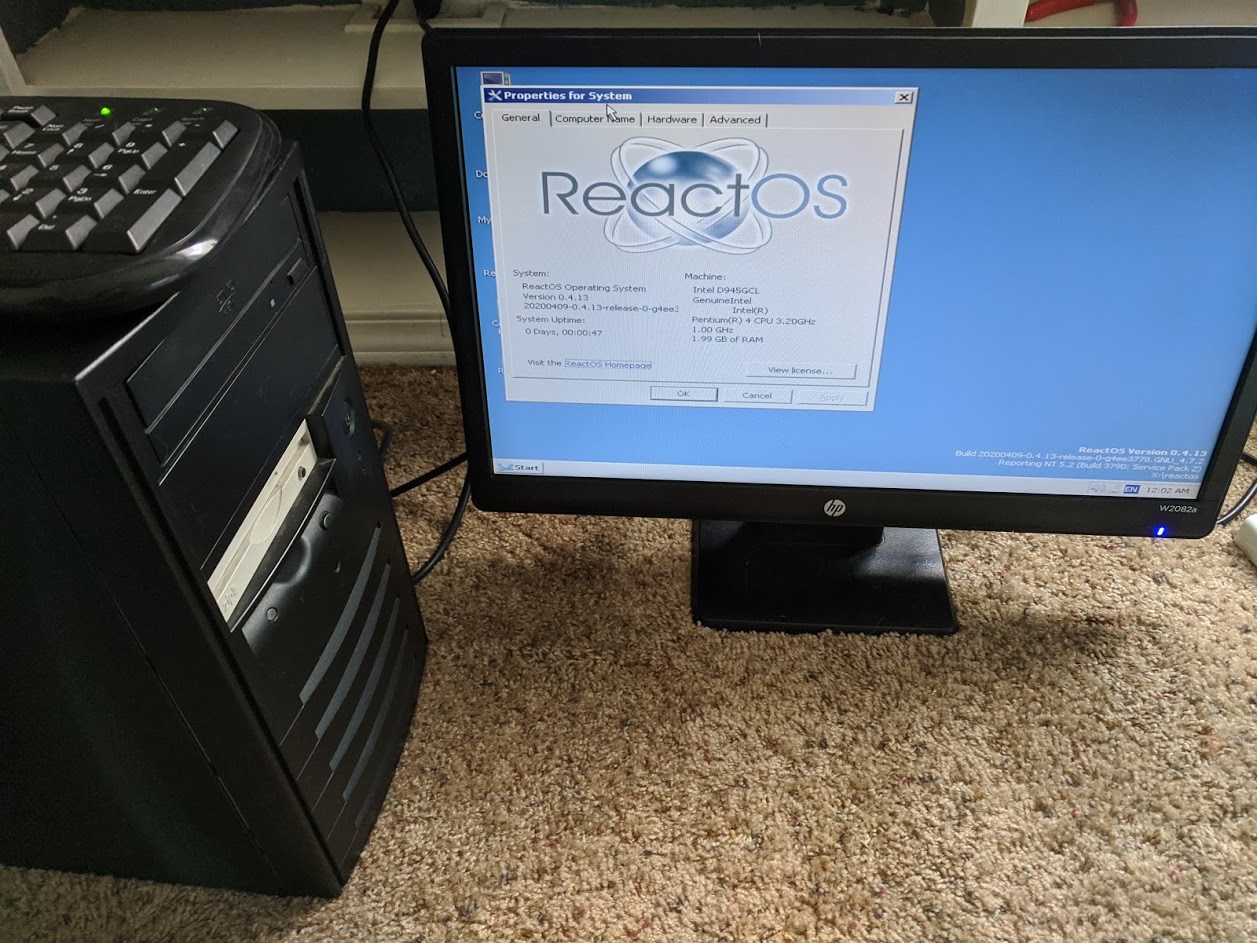 Properties for System
General
Computer Name
Hardware
Advanced
ReactOS
System:
ReactOS Operating System
Version 0.4.13
20200409-0.4.13-release-0-g4ee3
System Uptime:
0 Days, 00:00:47
Machine:
Intel D945GCL
GenuineIntel
Intel(R)
Pentium(R) 4 CPU 3.20GHz
1.00 GHz
1.99 GB of RAM
Visit the ReactOS Homepage
View license...
OK
Cancel
Apply
Do
My
Re
ReactOS Version 0.4.13
Build 20200409-0.4.13-release-0-g4ee3778.GNU_4.7.2
Reporting NT 5.2 (Build 3790: Service Pack 2)
X:\reactos
Start
EN
12:02 AM
hp
W2082a
Enter